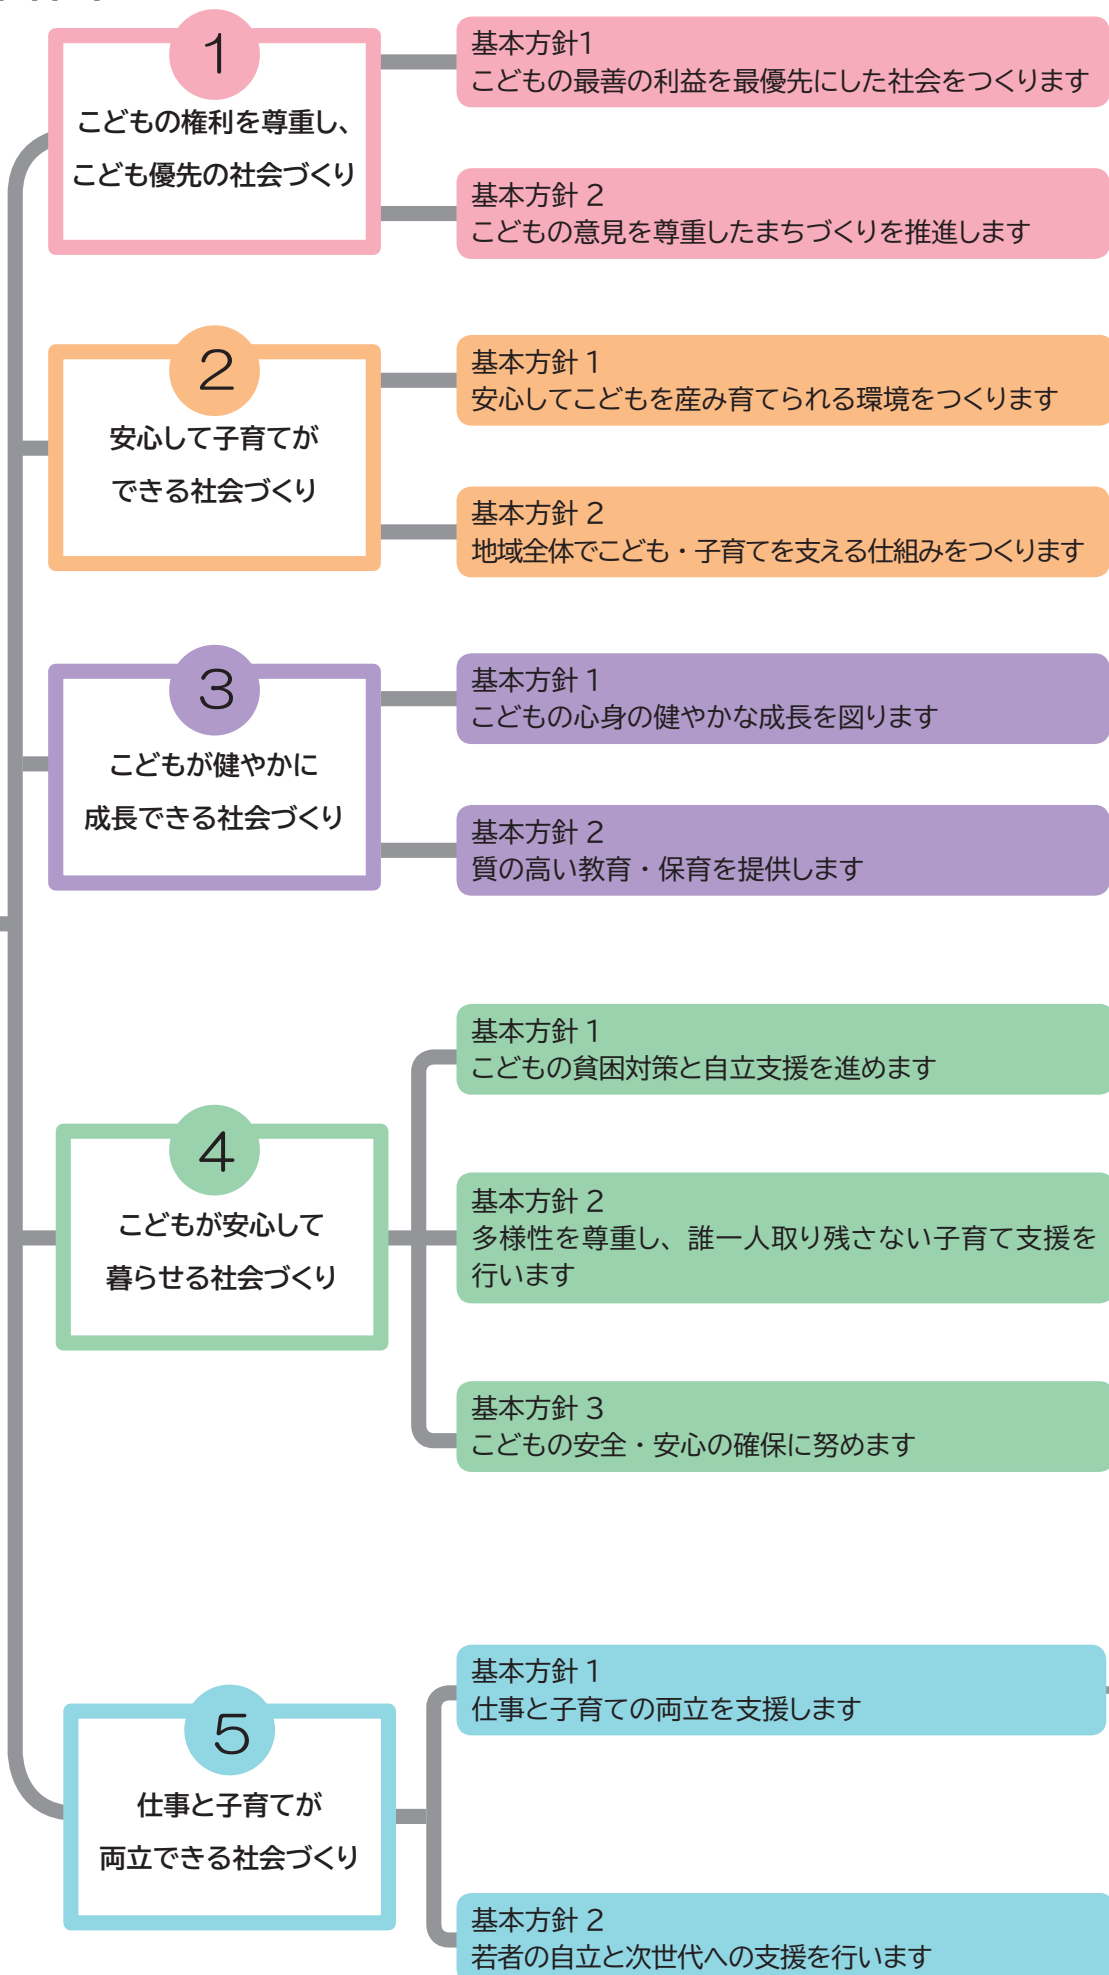 1
こどもの権利を尊重し、
こども優先の社会づくり
基本方針1
こどもの最善の利益を最優先にした社会をつくります
基本方針 2
こどもの意見を尊重したまちづくりを推進します
2
安心して子育てが
できる社会づくり
基本方針 1
安心してこどもを産み育てられる環境をつくります
基本方針 2
地域全体でこども・子育てを支える仕組みをつくります
3
こどもが健やかに
成長できる社会づくり
基本方針 1
こどもの心身の健やかな成長を図ります
基本方針 2
質の高い教育・保育を提供します
4
こどもが安心して
暮らせる社会づくり
基本方針 1
こどもの貧困対策と自立支援を進めます
基本方針 2
多様性を尊重し、誰一人取り残さない子育て支援を
行います
基本方針 3
こどもの安全・安心の確保に努めます
5
仕事と子育てが
両立できる社会づくり
基本方針 1
仕事と子育ての両立を支援します
基本方針 2
若者の自立と次世代への支援を行います